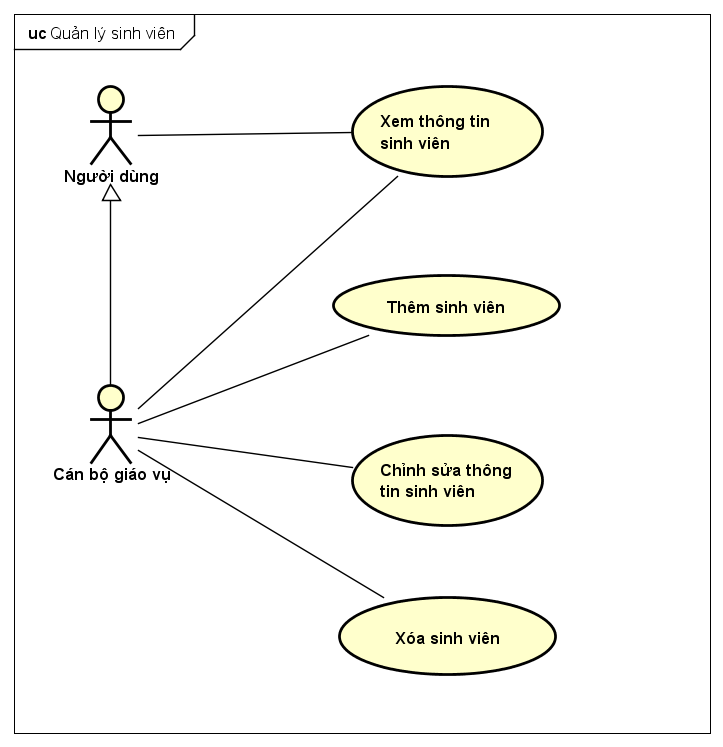 uc Quản lý sinh viên
Xem thông tin
sinh viên
Người dùng
Thêm sinh viên
Cán bộ giáo vụ
Chỉnh sửa thông
tin sinh viên
Xóa sinh viên